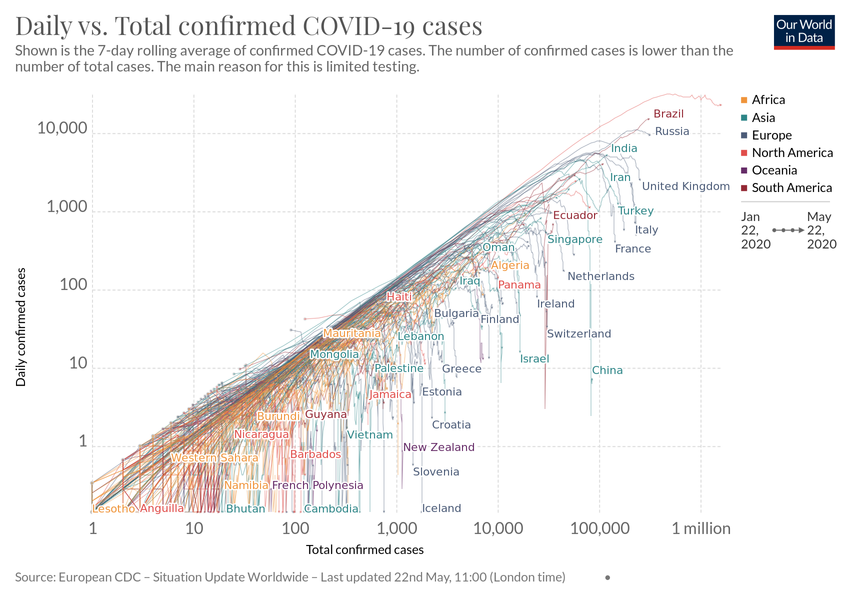 Daily vs. Total confirmed COVID-19 cases
Our World
in Data
Shown is the 7-day rolling average of confirmed COVID-19 cases. The number of confirmed cases is lower than the
number of total cases. The main reason for this is limited testing.
Africa
Asia
Europe
North America
Oceania
South America
Jan
22,
2020
May
22,
2020
Daily confirmed cases
10,000
1,000
100
10
1
Brazil
Russia
India
Iran
United Kingdom
Turkey
Ecuador
Italy
Singapore
France
Oman
Algeria
Netherlands
Iraq
Panama
Haiti
Ireland
Bulgaria
Finland
Mauritania
Lebanon
Switzerland
Mongolia
Israel
Palestine
Greece
China
Jamaica
Estonia
Burundi
Guyana
Croatia
Nicaragua
Vietnam
New Zealand
Western Sahara
Barbados
Slovenia
Namibia
French Polynesia
Lesotho
Anguilla
Bhutan
Cambodia
Iceland
1
10
100
1,000
10,000
100,000
1 million
Total confirmed cases
Source: European CDC – Situation Update Worldwide – Last updated 22nd May, 11:00 (London time)